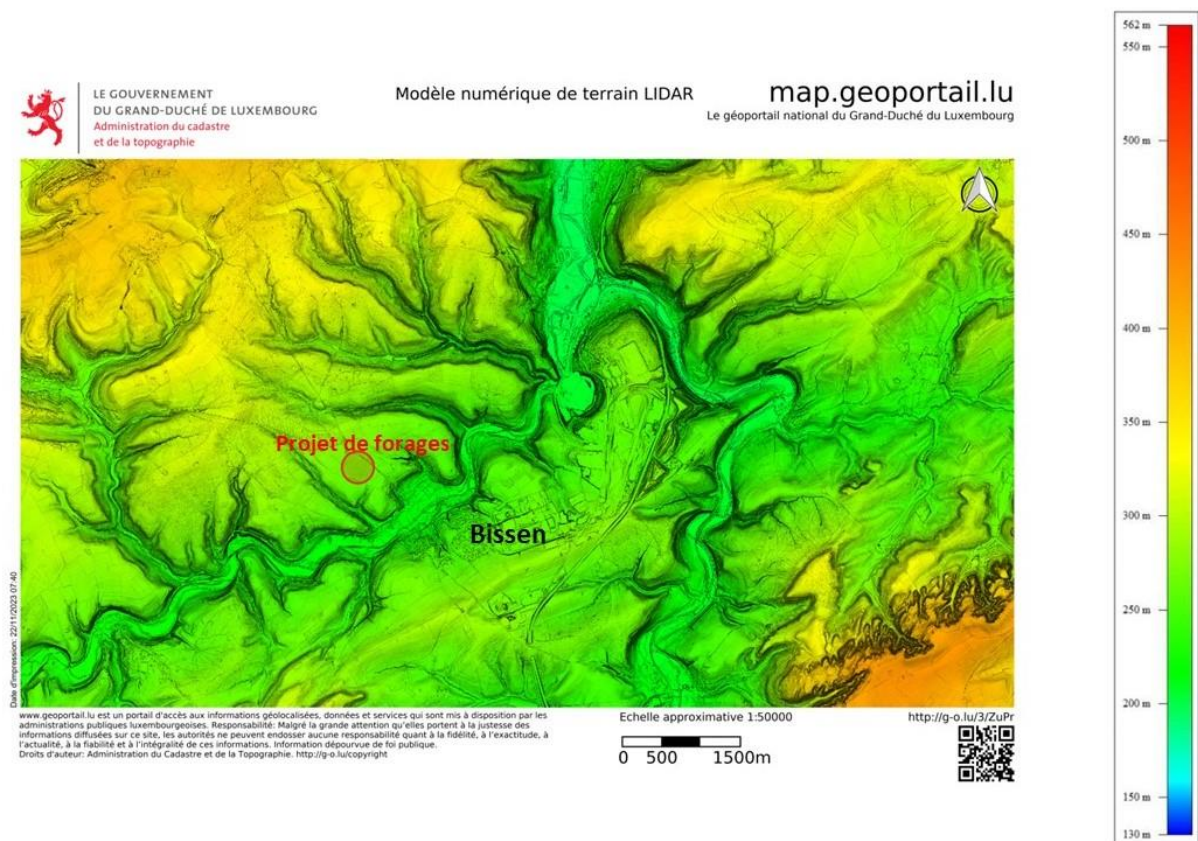 LE GOUVERNEMENT
DU GRAND-DUCHÉ DE LUXEMBOURG
Administration du cadastre
et de la topographie
Modèle numérique de terrain LIDAR
map.geoportail.lu
Le géoportail national du Grand-Duché du Luxembourg
Projet de forages
Bissen
Date d'impression: 22/11/2023 07:40
www.geoportail.lu est un portail d'accès aux informations géolocalisées, données et services qui sont mis à disposition par les
administrations publiques luxembourgeoises. Responsabilité: Malgré la grande attention qu'elles portent à la justesse des
informations diffusées sur ce site, les autorités ne peuvent endosser aucune responsabilité quant à la fidélité, à l'exactitude, à
l'actualité, à la fiabilité et à l'intégralité de ces informations. Information dépourvue de foi publique.
Droits d'auteur: Administration du Cadastre et de la Topographie. http://g-o.lu/copyright
Echelle approximative 1:50000
0 500 1500m
http://g-o.lu/3/ZuPr
562 m
550 m
500 m
450 m
400 m
350 m
300 m
250 m
200 m
150 m
130 m